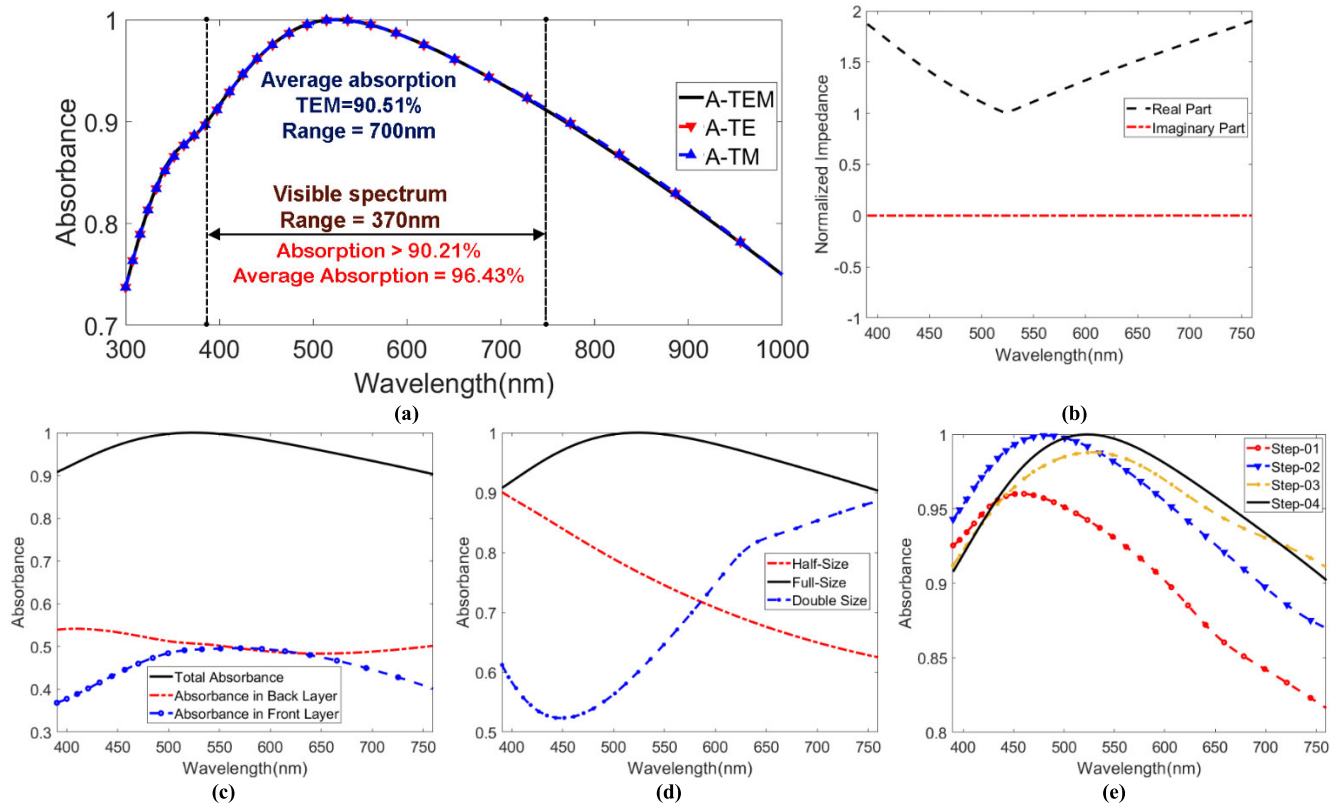 1
0.9
0.8
0.7
Absorbance
Average absorption
TEM=90.51%
Range = 700nm
Visible spectrum
Range = 370nm
Absorption > 90.21%
Average Absorption = 96.43%
A-TEM
A-TE
A-TM
300 400 500 600 700 800 900 1000
Wavelength(nm)
(a)
2
1.5
1
0.5
0
-0.5
-1
Normalized Impedance
Real Part
Imaginary Part
400 450 500 550 600 650 700 750
Wavelength(nm)
(b)
1
0.9
0.8
0.7
0.6
0.5
0.4
0.3
Absorbance
Total Absorbance
Absorbance in Back Layer
Absorbance in Front Layer
400 450 500 550 600 650 700 750
Wavelength(nm)
(c)
1
0.9
0.8
0.7
0.6
0.5
Absorbance
Half-Size
Full-Size
Double Size
400 450 500 550 600 650 700 750
Wavelength(nm)
(d)
1
0.95
0.9
0.85
0.8
Absorbance
Step-01
Step-02
Step-03
Step-04
400 450 500 550 600 650 700 750
Wavelength(nm)
(e)